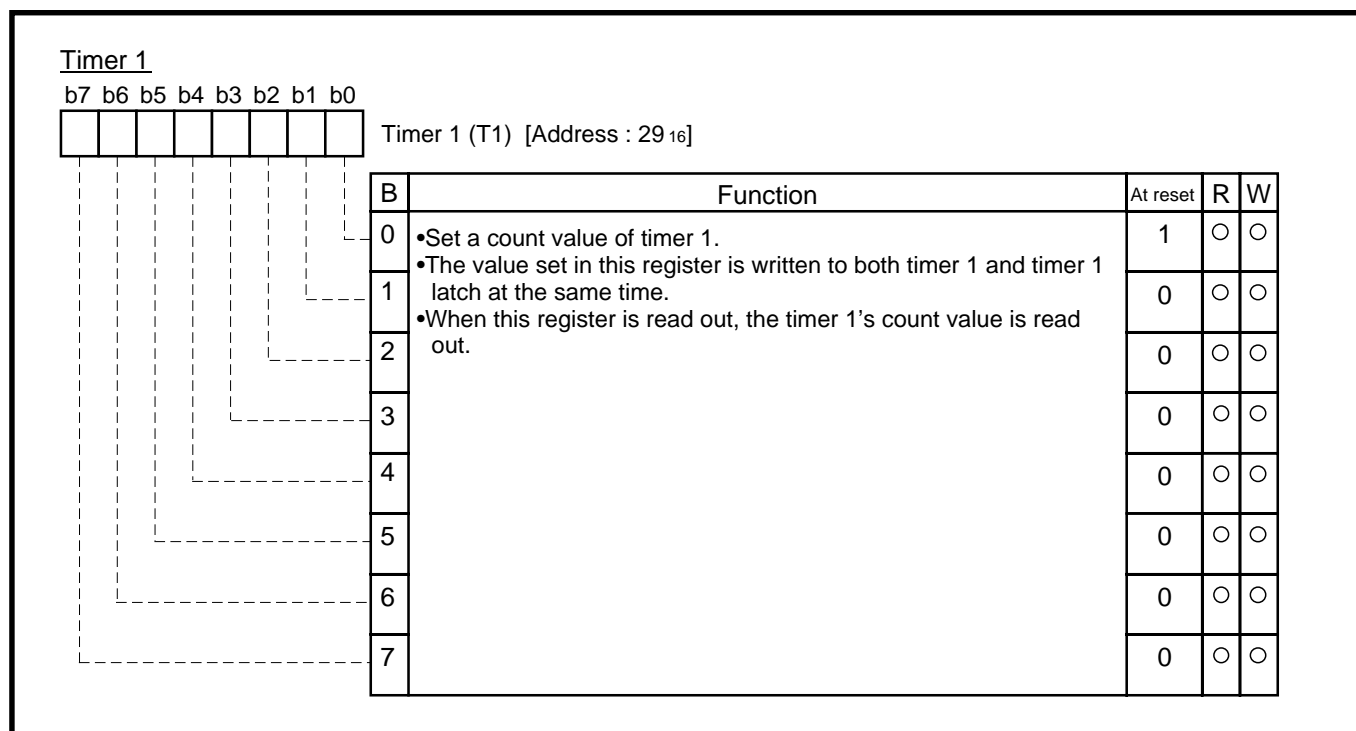 Timer 1
b7 b6 b5 b4 b3 b2 b1 b0
Timer 1 (T1) [Address : 29 16]
B Function At reset R W
0 •Set a count value of timer 1. 1 ○ ○
•The value set in this register is written to both timer 1 and timer 1
1 latch at the same time. 0 ○ ○
•When this register is read out, the timer 1’s count value is read
2 out. 0 ○ ○
3 0 ○ ○
4 0 ○ ○
5 0 ○ ○
6 0 ○ ○
7 0 ○ ○